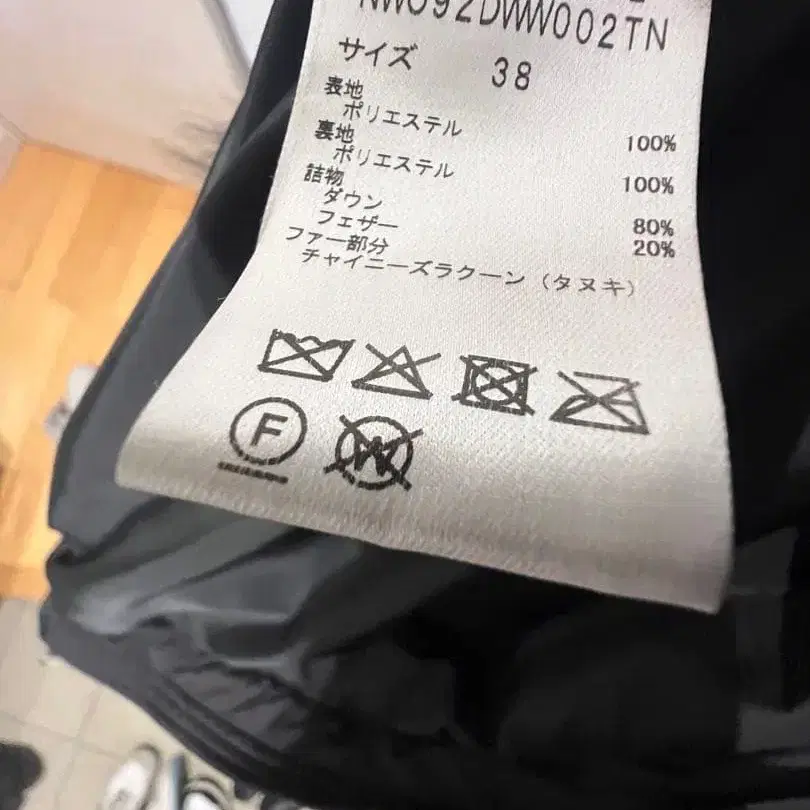 NW092DWW002TN
サイズ 38
表地
ポリエステル 100%
裏地
ポリエステル 100%
詰物
ダウン 80%
フェザー 20%
ファー部分
チャイニーズラクーン(タヌキ)
F
W